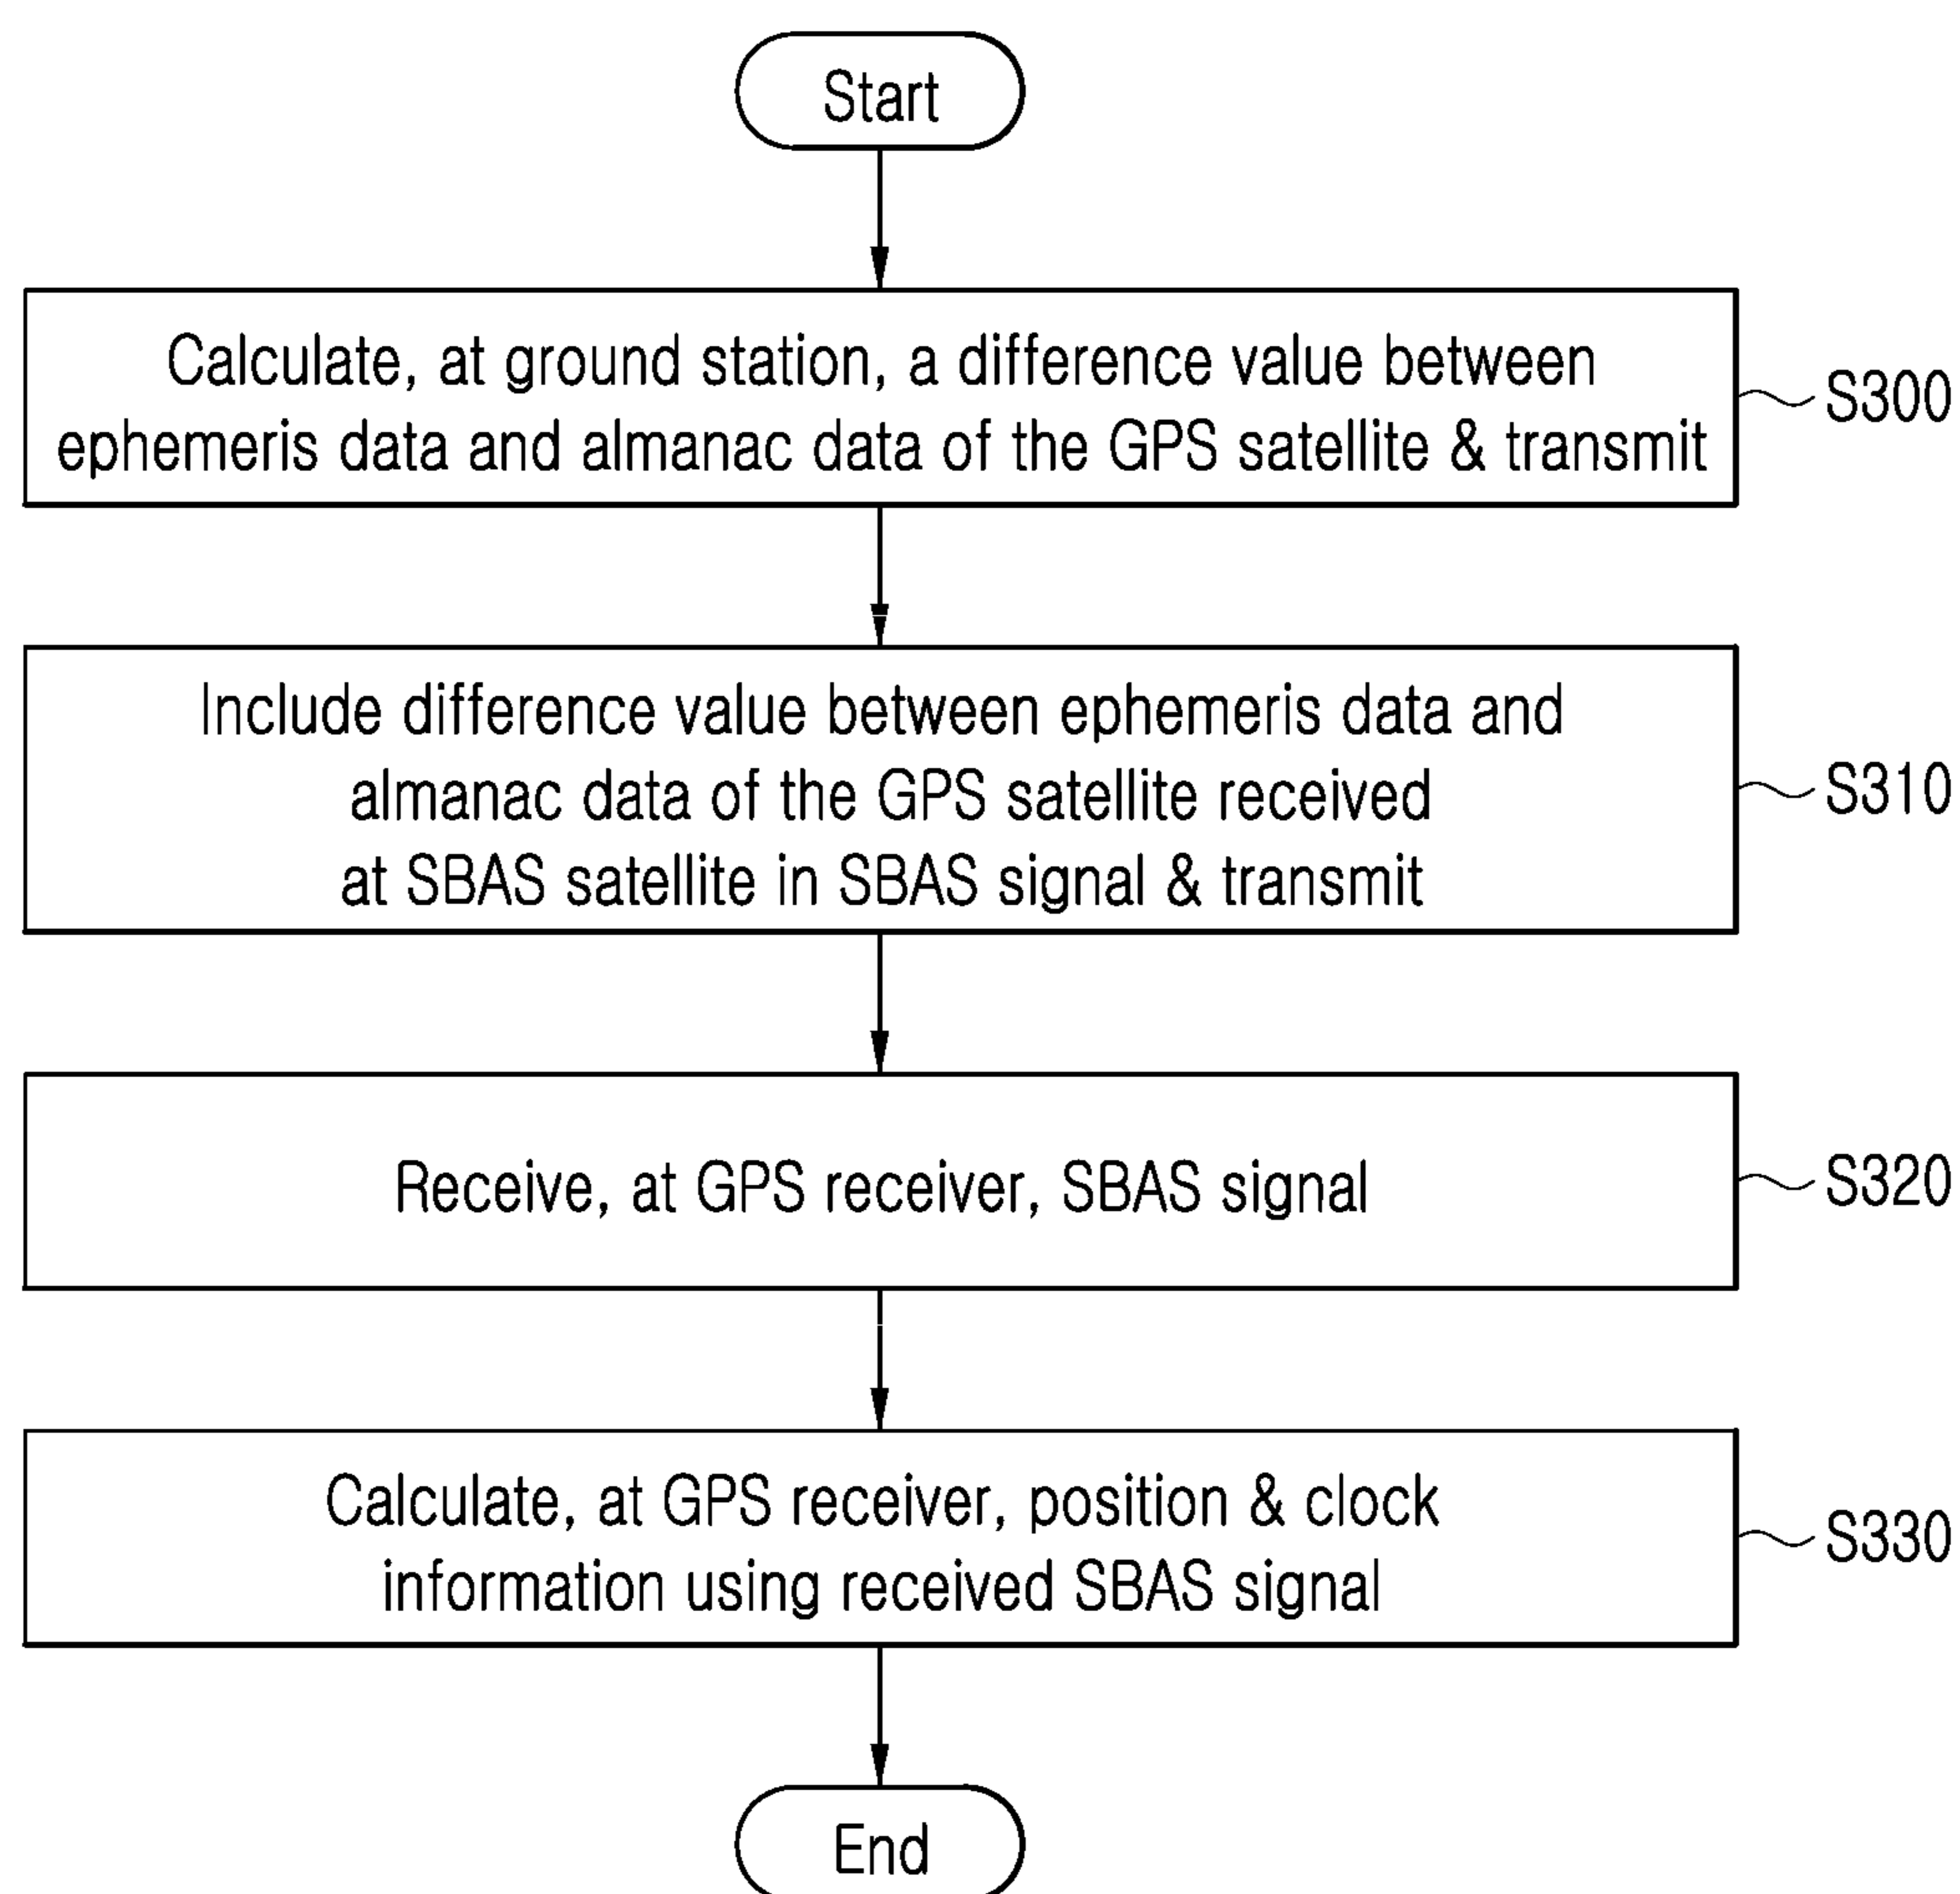 Start
Calculate, at ground station, a difference value between
ephemeris data and almanac data of the GPS satellite & transmit
S300
Include difference value between ephemeris data and
almanac data of the GPS satellite received
at SBAS satellite in SBAS signal & transmit
S310
Receive, at GPS receiver, SBAS signal
S320
Calculate, at GPS receiver, position & clock
information using received SBAS signal
S330
End